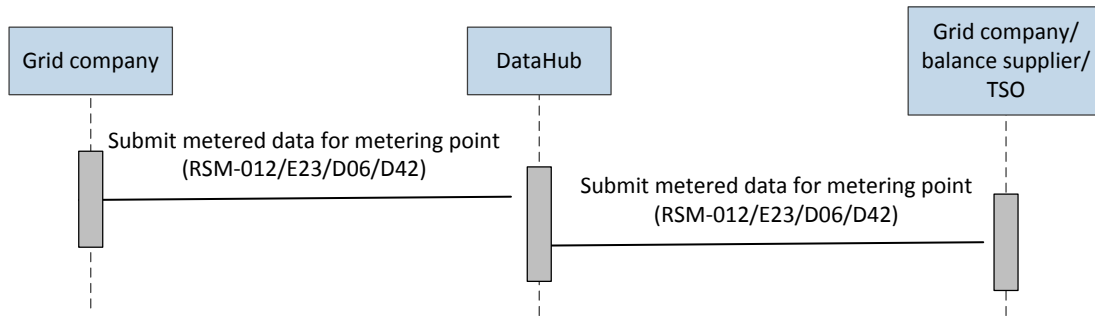 Grid company
DataHub
Grid company/
balance supplier/
TSO
Submit metered data for metering point
(RSM-012/E23/D06/D42)
Submit metered data for metering point
(RSM-012/E23/D06/D42)